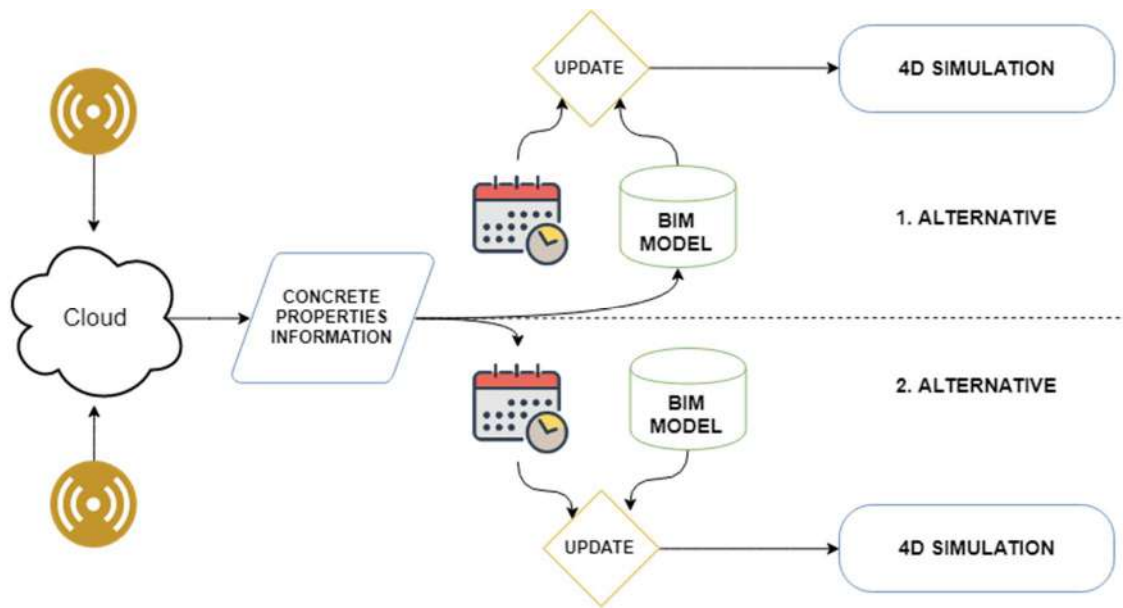 UPDATE
4D SIMULATION
BIM
MODEL
1. ALTERNATIVE
Cloud
CONCRETE
PROPERTIES
INFORMATION
2. ALTERNATIVE
BIM
MODEL
UPDATE
4D SIMULATION